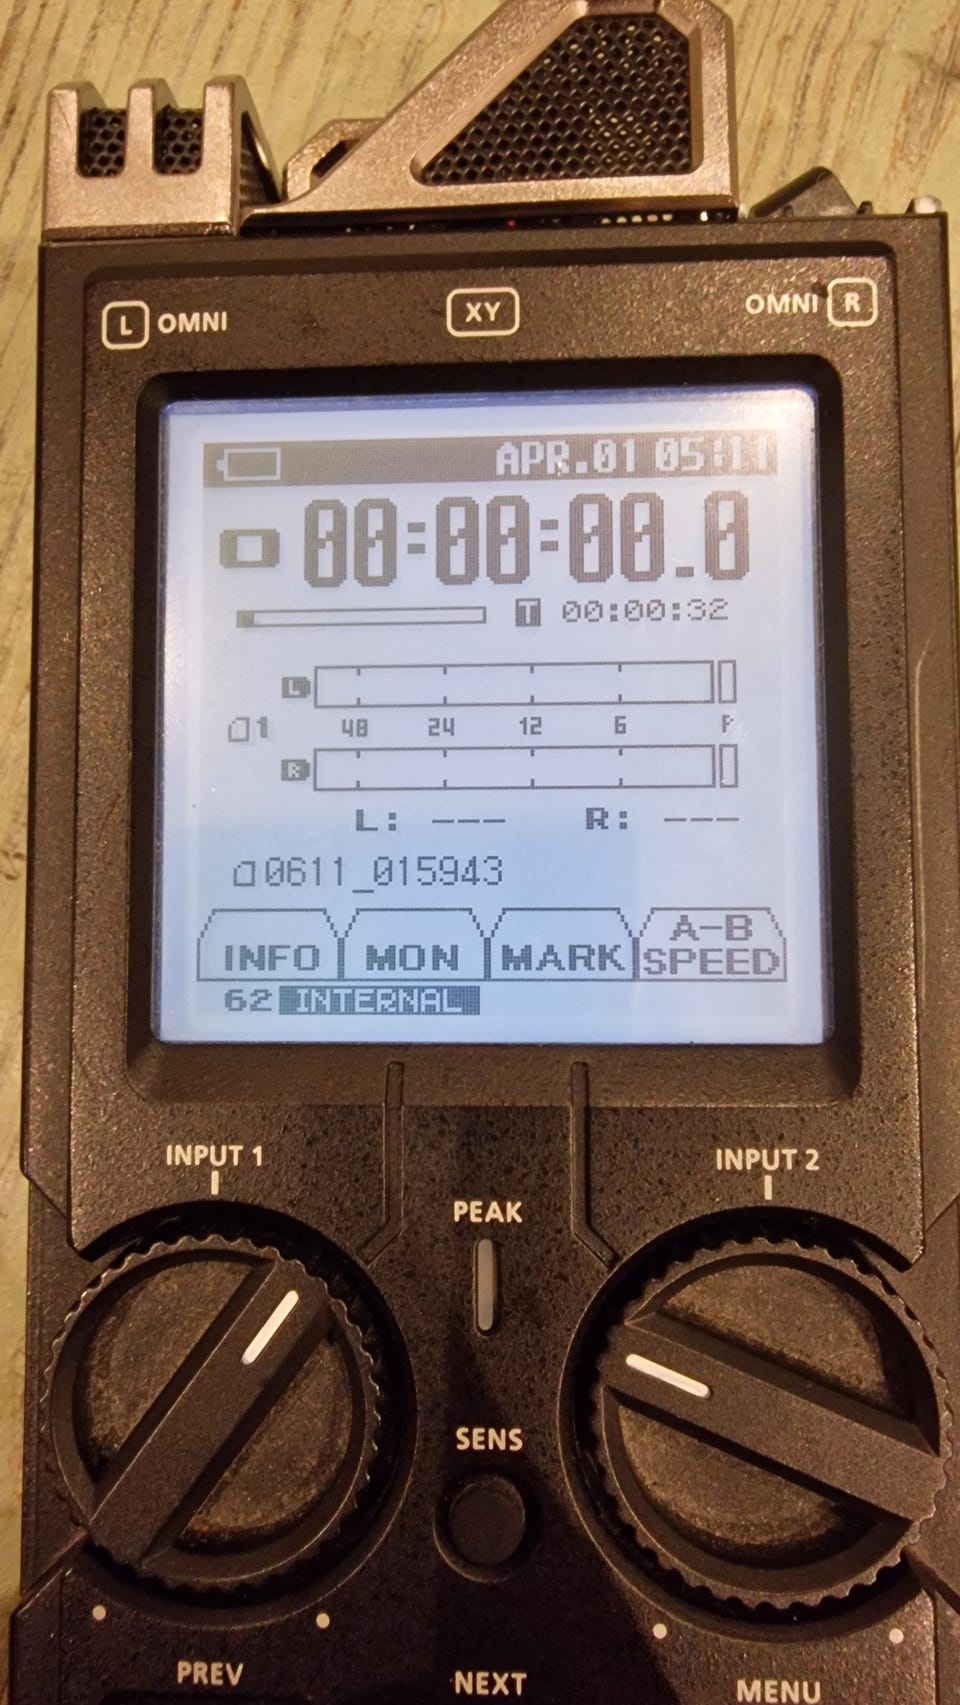 L OMNI XY OMNI R
APR.01 05:11
00:00:00.0
T 00:00:32
L
1 48 24 12 6 P
R
L: --- R: ---
0611_015943
INFO MON MARK A-B SPEED
62 INTERNAL
INPUT 1 INPUT 2
PEAK
SENS
PREV NEXT MENU